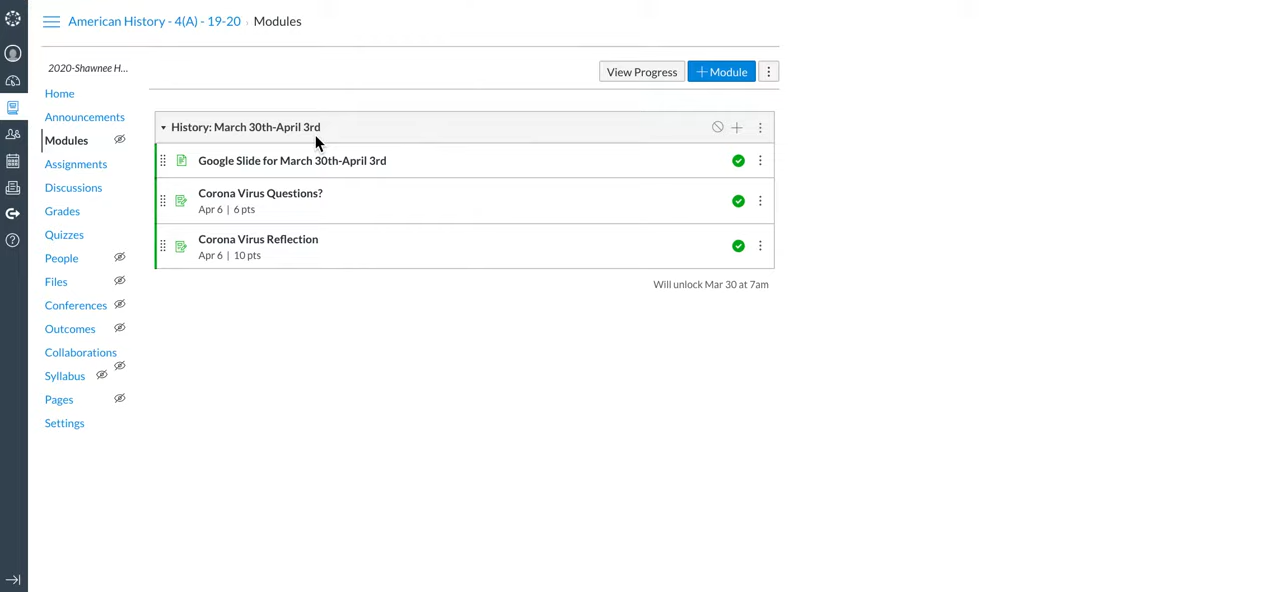 American History - 4(A) - 19-20 › Modules
2020-Shawnee H...
View Progress
+ Module
Home
Announcements
Modules
Assignments
Discussions
Grades
Quizzes
People
Files
Conferences
Outcomes
Collaborations
Syllabus
Pages
Settings
History: March 30th-April 3rd
Google Slide for March 30th-April 3rd
Corona Virus Questions?
Apr 6 | 6 pts
Corona Virus Reflection
Apr 6 | 10 pts
Will unlock Mar 30 at 7am